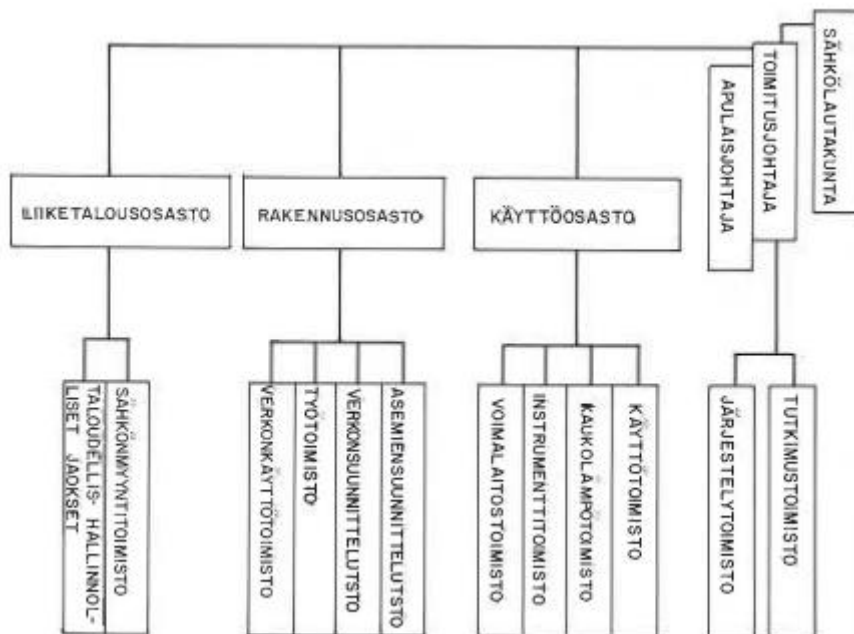 SÄHKÖLAUTAKUNTA
TOIMITUSJOHTAJA
APULAISJOHTAJA
LIIKETALOUSOSASTO
RAKENNUSOSASTO
KÄYTTÖOSASTO
TALOUDELLIS-HALLINNOL-
LISET JAOKSET
SÄHKÖNMYYNTITOIMISTO
VERKONKÄYTTÖTOIMISTO
TYÖTOIMISTO
VERKONSUUNNITTELUTSTO
ASEMIENSUUNNITTELUTSTO
VOIMALAITOSTOIMISTO
INSTRUMENTTITOIMISTO
KAUKOLÄMPÖTOIMISTO
KÄYTTÖTOIMISTO
JÄRJESTELYTOIMISTO
TUTKIMUSTOIMISTO